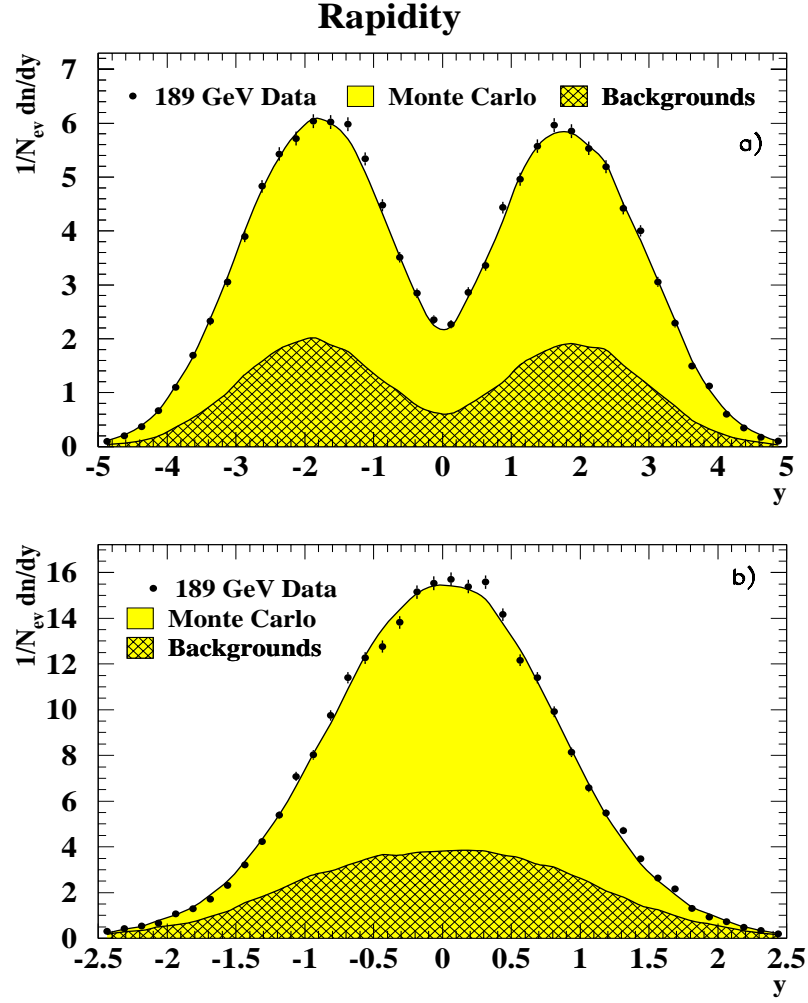 Rapidity
1/N_ev dn/dy
7
6
5
4
3
2
1
0
189 GeV Data Monte Carlo Backgrounds
a)
-5 -4 -3 -2 -1 0 1 2 3 4 5
y
1/N_ev dn/dy
16
14
12
10
8
6
4
2
0
189 GeV Data
Monte Carlo
Backgrounds
b)
-2.5 -2 -1.5 -1 -0.5 0 0.5 1 1.5 2 2.5
y